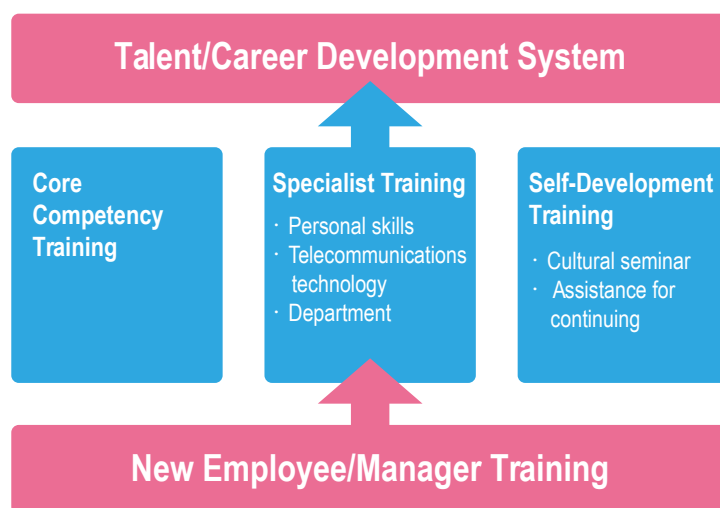 Talent/Career Development System
Core
Competency
Training
Specialist Training
· Personal skills
· Telecommunications
technology
· Department
Self-Development
Training
· Cultural seminar
· Assistance for
continuing
New Employee/Manager Training